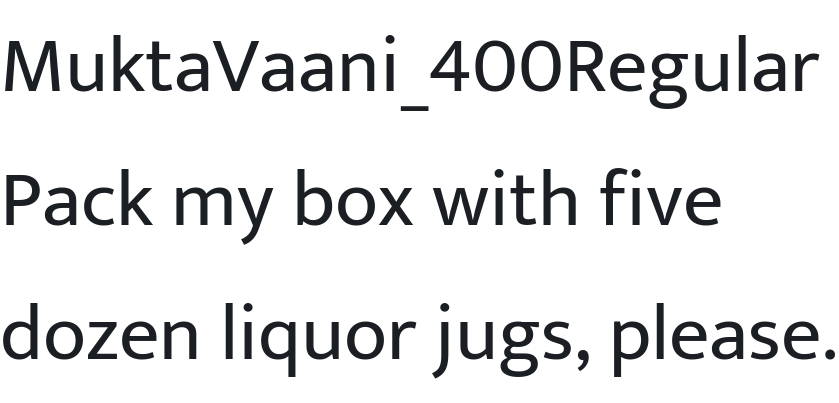 MuktaVaani_400Regular
Pack my box with five
dozen liquor jugs, please.